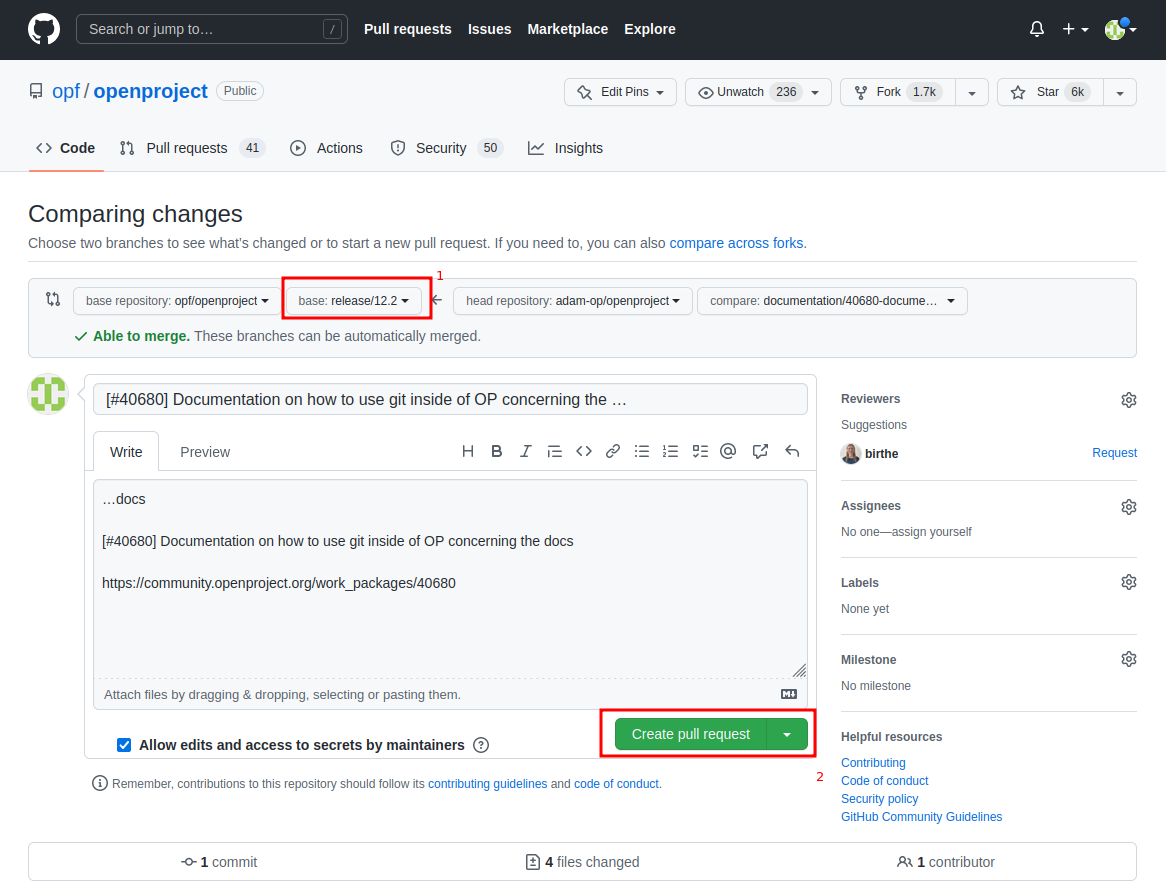 Search or jump to… / Pull requests Issues Marketplace Explore
opf / openproject Public Edit Pins Unwatch 236 Fork 1.7k Star 6k
Code Pull requests 41 Actions Security 50 Insights
Comparing changes
Choose two branches to see what's changed or to start a new pull request. If you need to, you can also compare across forks.
1
base repository: opf/openproject base: release/12.2 head repository: adam-op/openproject compare: documentation/40680-docume…
Able to merge. These branches can be automatically merged.
[#40680] Documentation on how to use git inside of OP concerning the …
Write Preview
…docs
[#40680] Documentation on how to use git inside of OP concerning the docs
https://community.openproject.org/work_packages/40680
Attach files by dragging & dropping, selecting or pasting them.
Create pull request
Allow edits and access to secrets by maintainers
2
Remember, contributions to this repository should follow its contributing guidelines and code of conduct.
Reviewers
Suggestions
birthe Request
Assignees
No one—assign yourself
Labels
None yet
Milestone
No milestone
Helpful resources
Contributing
Code of conduct
Security policy
GitHub Community Guidelines
1 commit 4 files changed 1 contributor